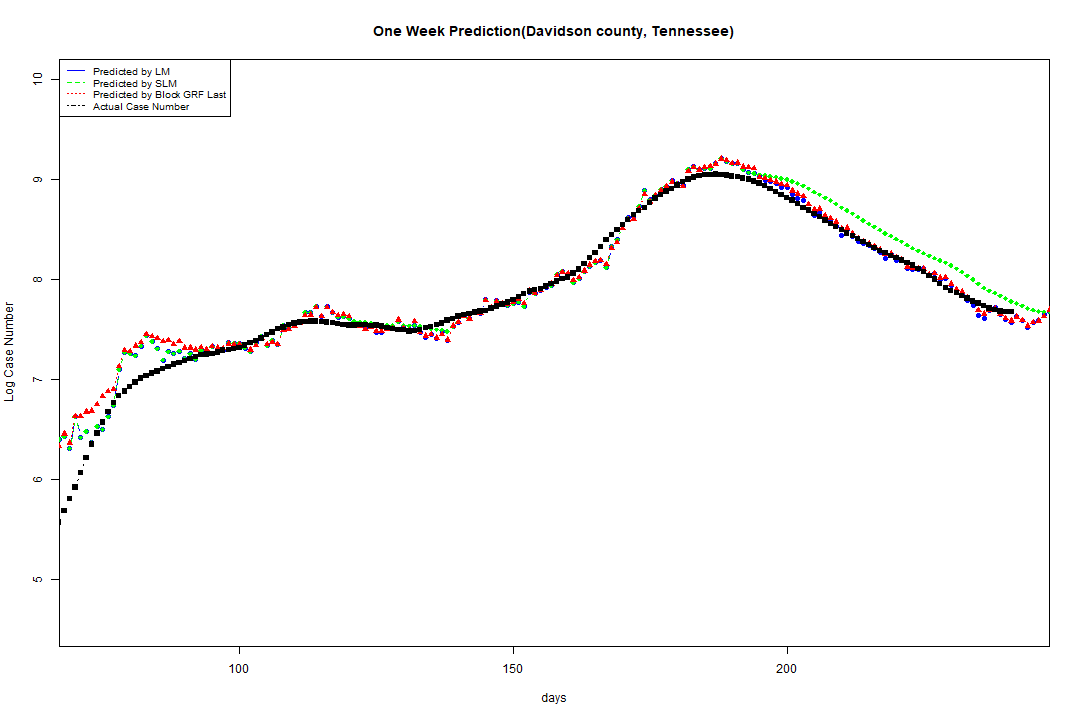 One Week Prediction(Davidson county, Tennessee)
Predicted by LM
Predicted by SLM
Predicted by Block GRF Last
Actual Case Number
10
9
8
7
6
5
Log Case Number
100
150
200
days